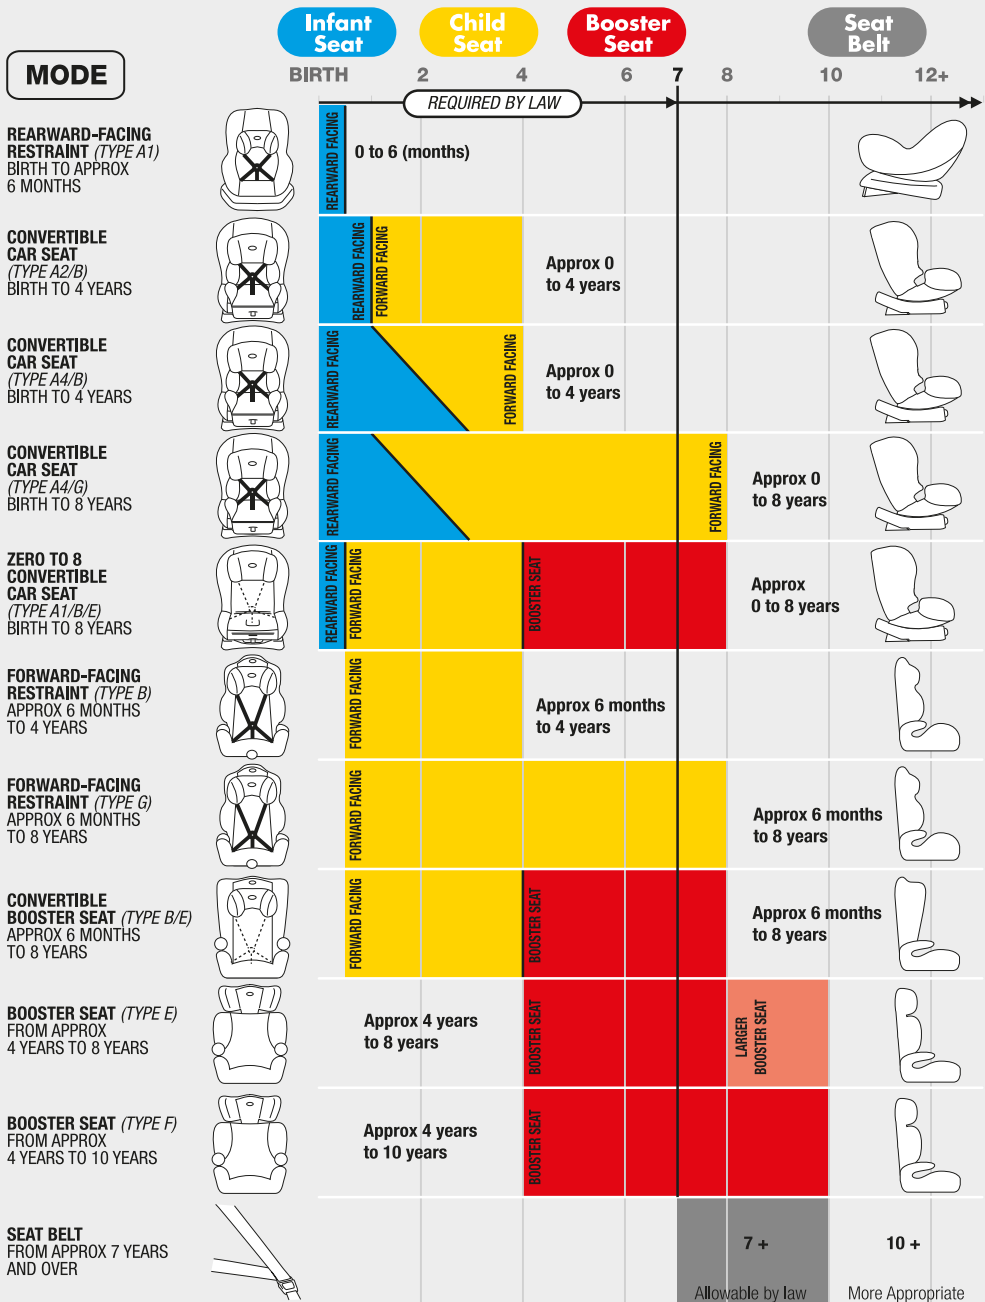 Infant
Seat
Child
Seat
Booster
Seat
Seat
Belt
MODE
BIRTH 2 4 6 7 8 10 12+
REQUIRED BY LAW
REARWARD-FACING
RESTRAINT (TYPE A1)
BIRTH TO APPROX
6 MONTHS
REARWARD FACING
0 to 6 (months)
CONVERTIBLE
CAR SEAT
(TYPE A2/B)
BIRTH TO 4 YEARS
REARWARD FACING
FORWARD FACING
Approx 0
to 4 years
CONVERTIBLE
CAR SEAT
(TYPE A4/B)
BIRTH TO 4 YEARS
REARWARD FACING
FORWARD FACING
Approx 0
to 4 years
CONVERTIBLE
CAR SEAT
(TYPE A4/G)
BIRTH TO 8 YEARS
REARWARD FACING
FORWARD FACING
Approx 0
to 8 years
ZERO TO 8
CONVERTIBLE
CAR SEAT
(TYPE A1/B/E)
BIRTH TO 8 YEARS
REARWARD FACING
FORWARD FACING
BOOSTER SEAT
Approx
0 to 8 years
FORWARD-FACING
RESTRAINT (TYPE B)
APPROX 6 MONTHS
TO 4 YEARS
FORWARD FACING
Approx 6 months
to 4 years
FORWARD-FACING
RESTRAINT (TYPE G)
APPROX 6 MONTHS
TO 8 YEARS
FORWARD FACING
Approx 6 months
to 8 years
CONVERTIBLE
BOOSTER SEAT (TYPE B/E)
APPROX 6 MONTHS
TO 8 YEARS
FORWARD FACING
BOOSTER SEAT
Approx 6 months
to 8 years
BOOSTER SEAT (TYPE E)
FROM APPROX
4 YEARS TO 8 YEARS
Approx 4 years
to 8 years
BOOSTER SEAT
LARGER
BOOSTER SEAT
BOOSTER SEAT (TYPE F)
FROM APPROX
4 YEARS TO 10 YEARS
Approx 4 years
to 10 years
BOOSTER SEAT
SEAT BELT
FROM APPROX 7 YEARS
AND OVER
7 +
Allowable by law
10 +
More Appropriate